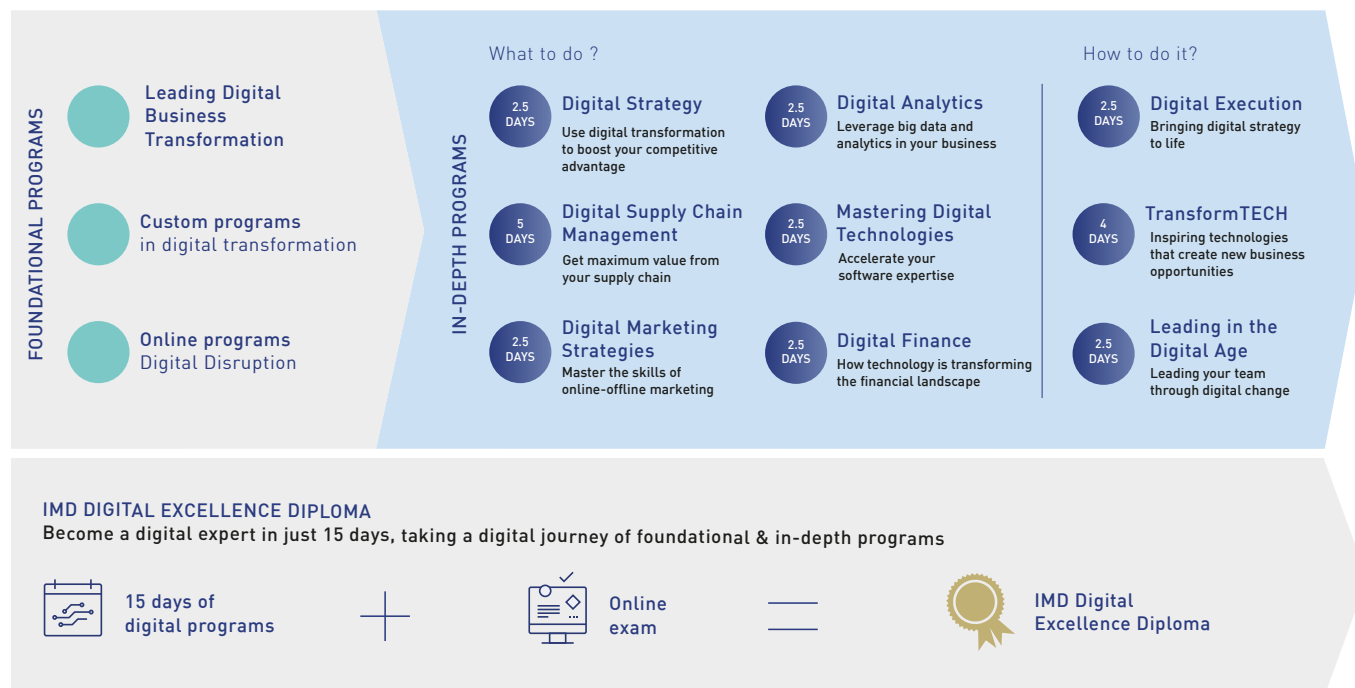 FOUNDATIONAL PROGRAMS
Leading Digital
Business
Transformation
Custom programs
in digital transformation
Online programs
Digital Disruption
IN-DEPTH PROGRAMS
What to do ?
2.5
DAYS
Digital Strategy
Use digital transformation
to boost your competitive
advantage
5
DAYS
Digital Supply Chain
Management
Get maximum value from
your supply chain
2.5
DAYS
Digital Marketing
Strategies
Master the skills of
online-offline marketing
2.5
DAYS
Digital Analytics
Leverage big data and
analytics in your business
2.5
DAYS
Mastering Digital
Technologies
Accelerate your
software expertise
2.5
DAYS
Digital Finance
How technology is transforming
the financial landscape
How to do it?
2.5
DAYS
Digital Execution
Bringing digital strategy
to life
4
DAYS
TransformTECH
Inspiring technologies
that create new business
opportunities
2.5
DAYS
Leading in the
Digital Age
Leading your team
through digital change
IMD DIGITAL EXCELLENCE DIPLOMA
Become a digital expert in just 15 days, taking a digital journey of foundational & in-depth programs
15 days of
digital programs
Online
exam
IMD Digital
Excellence Diploma